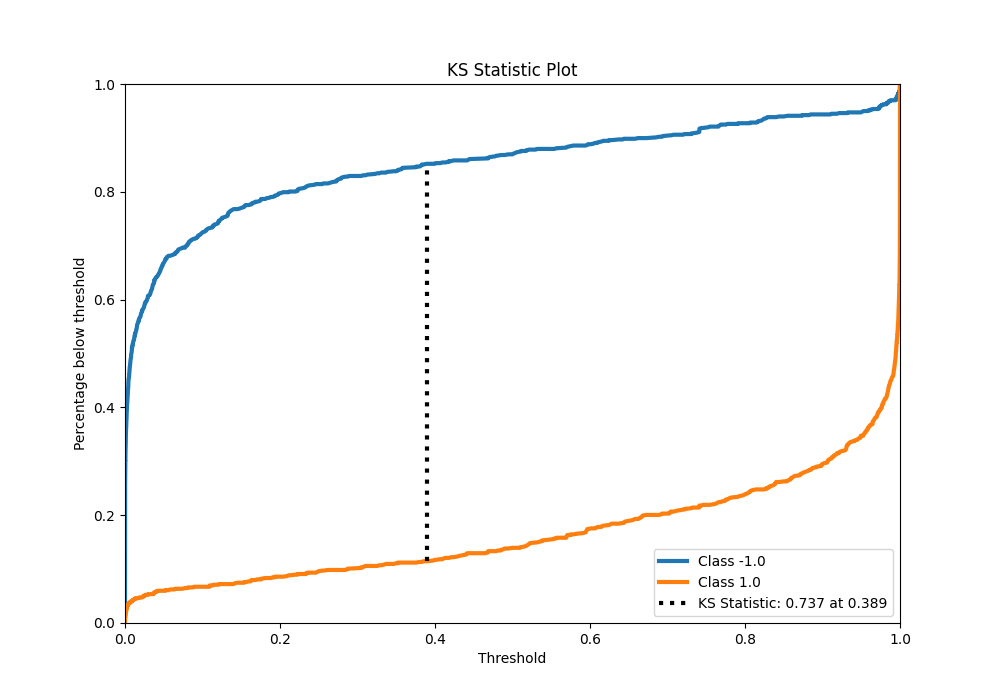 KS Statistic Plot
1.0
0.8
0.6
0.4
0.2
0.0
Percentage below threshold
0.0 0.2 0.4 0.6 0.8 1.0
Threshold
Class -1.0
Class 1.0
KS Statistic: 0.737 at 0.389